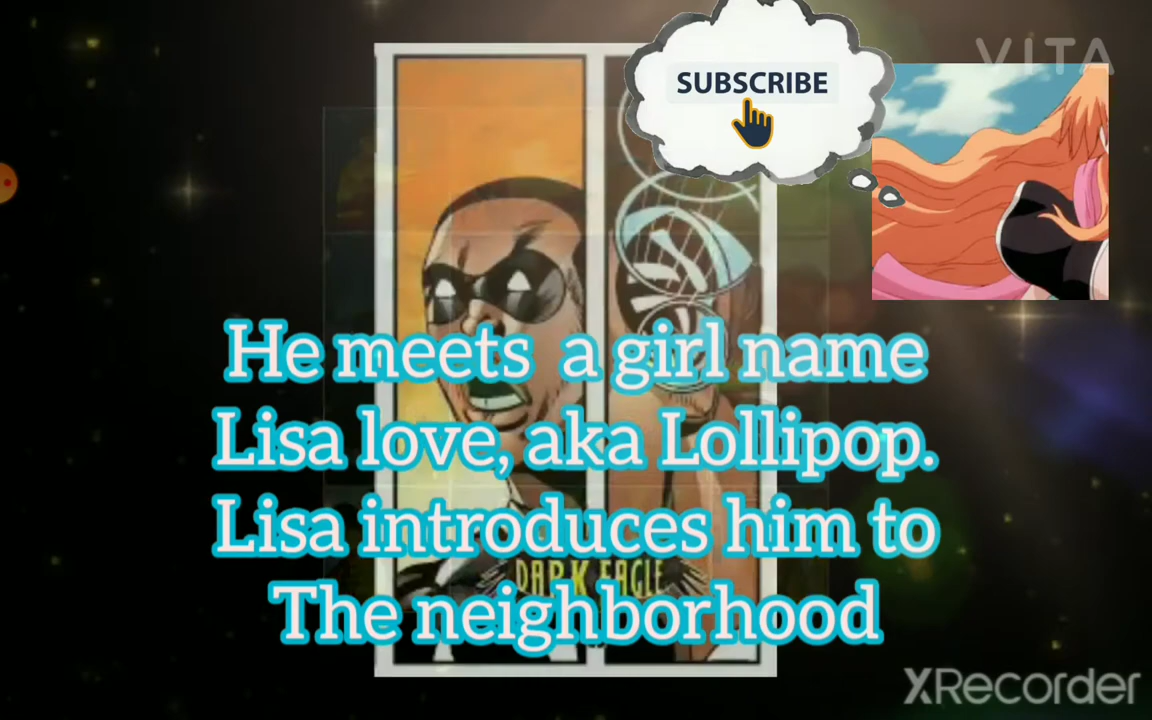 VITA
SUBSCRIBE
He meets a girl name
Lisa love, aka Lollipop.
Lisa introduces him to
DARK EAGLE
The neighborhood
XRecorder